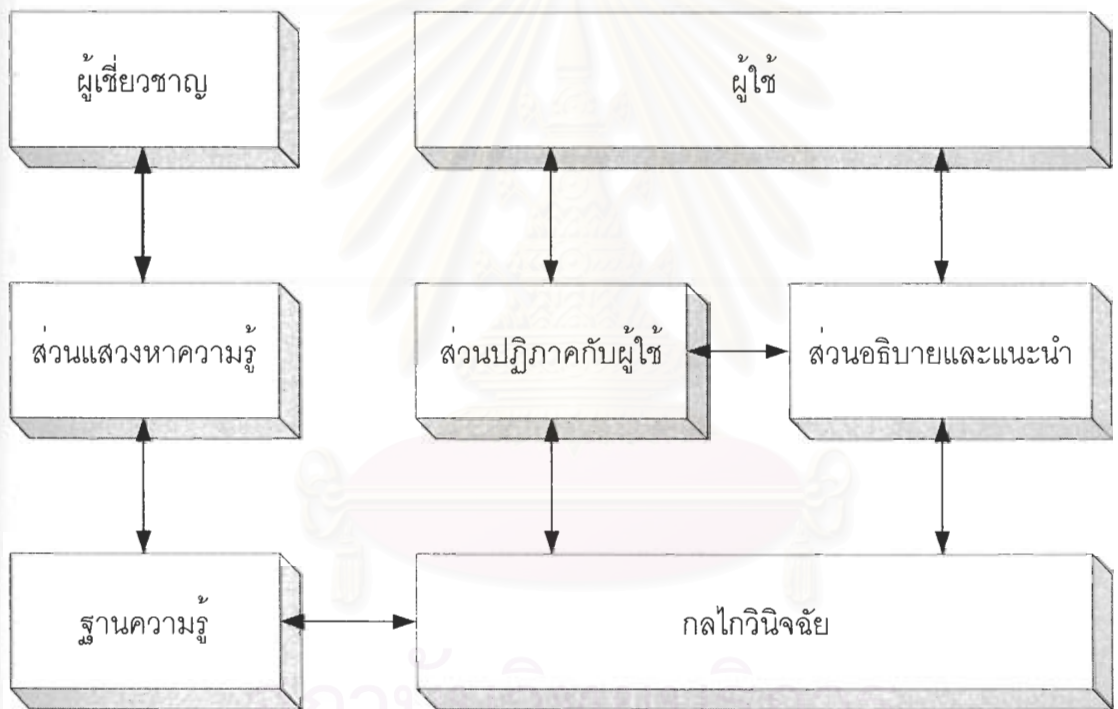 ผู้เชี่ยวชาญ
ผู้ใช้
ส่วนแสวงหาความรู้
ส่วนปฏิภาคกับผู้ใช้
ส่วนอธิบายและแนะนำ
ฐานความรู้
กลไกวินิจฉัย